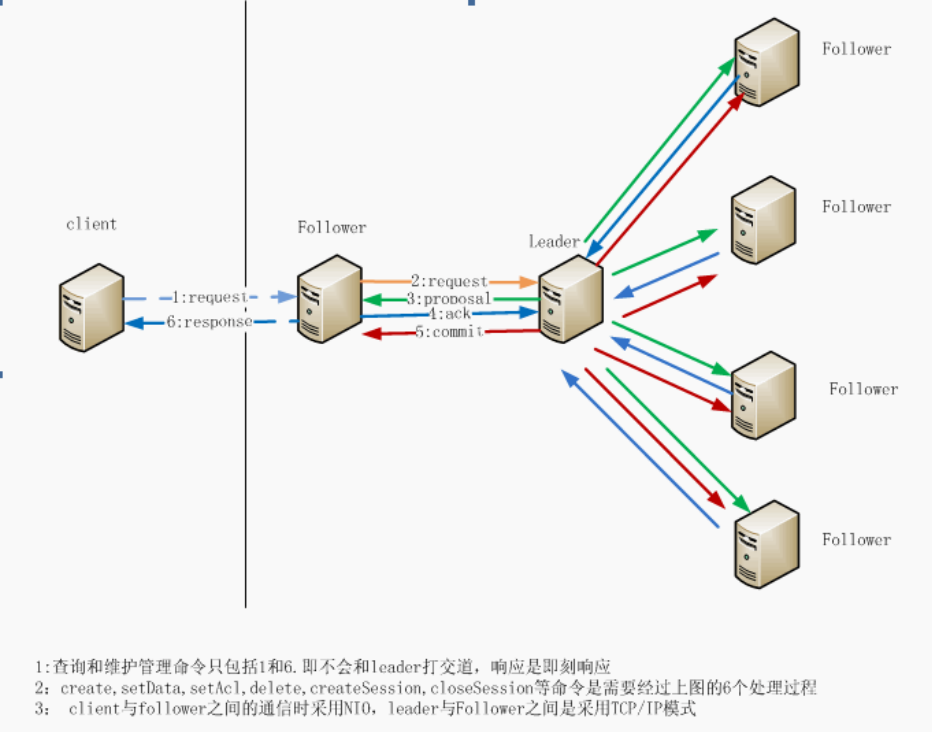 Follower
Follower
client
Follower
Leader
2:request
1:request
3:proposal
4:ack
6:response
5:commit
Follower
Follower
1:查询和维护管理命令只包括1和6.即不会和leader打交道，响应是即刻响应
2：create,setData,setAcl,delete,createSession,closeSession等命令是需要经过上图的6个处理过程
3： client与follower之间的通信时采用NIO，leader与Follower之间是采用TCP/IP模式